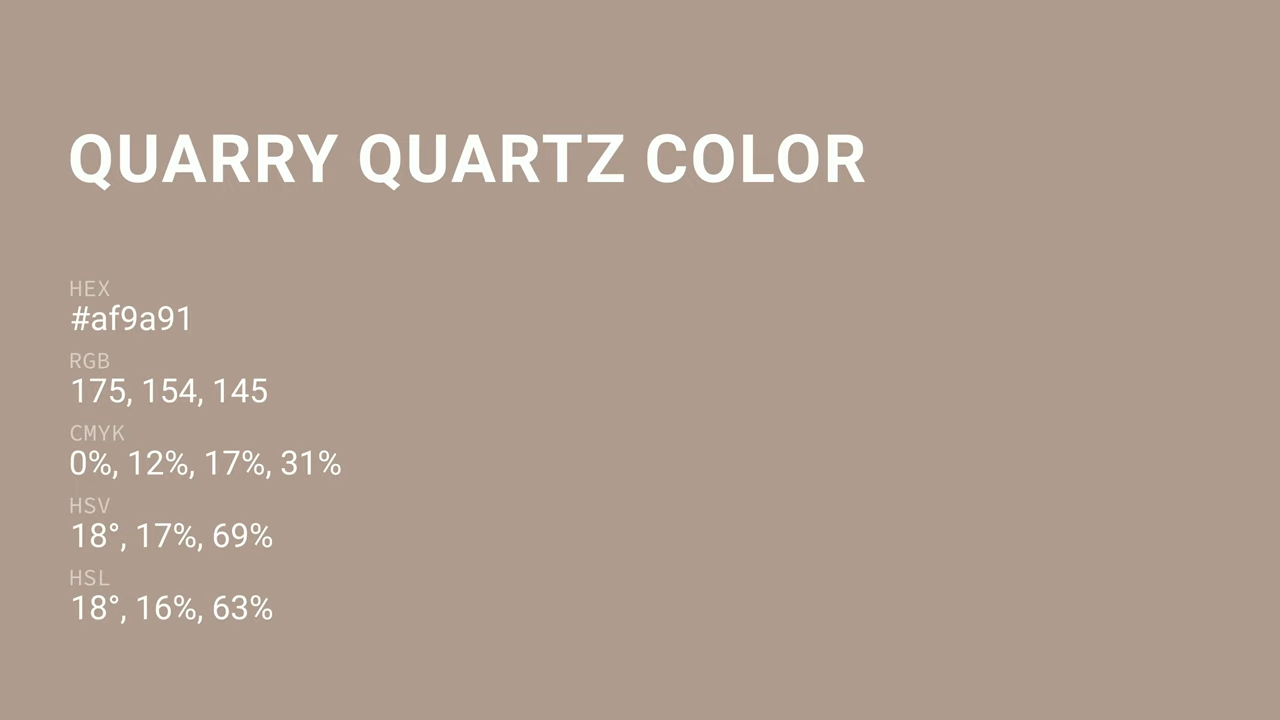 QUARRY QUARTZ COLOR
HEX
#af9a91
RGB
175, 154, 145
CMYK
0%, 12%, 17%, 31%
HSV
18°, 17%, 69%
HSL
18°, 16%, 63%